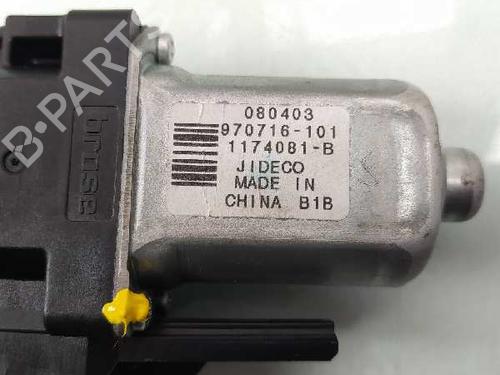 B-PARTS
brose
080403
970716-101
1174081-B
JIDECO
MADE IN
CHINA B1B